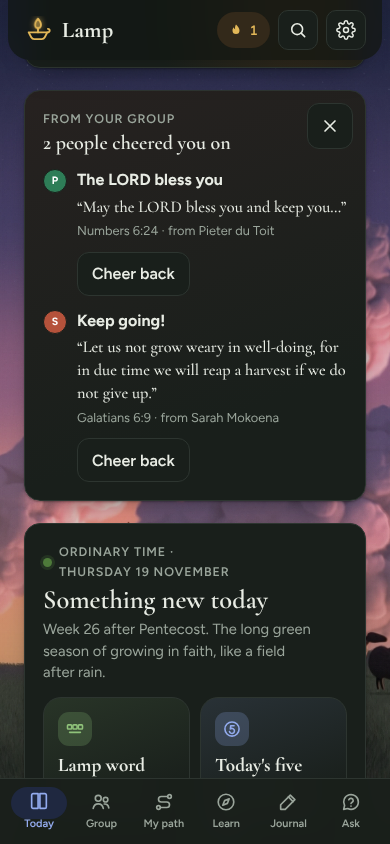 Lamp
1
FROM YOUR GROUP
2 people cheered you on
P
The LORD bless you
“May the LORD bless you and keep you…”
Numbers 6:24 · from Pieter du Toit
Cheer back
S
Keep going!
“Let us not grow weary in well-doing, for
in due time we will reap a harvest if we do
not give up.”
Galatians 6:9 · from Sarah Mokoena
Cheer back
ORDINARY TIME ·
THURSDAY 19 NOVEMBER
Something new today
Week 26 after Pentecost. The long green
season of growing in faith, like a field
after rain.
5
Lamp word
Today's five
Today
Group
My path
Learn
Journal
Ask